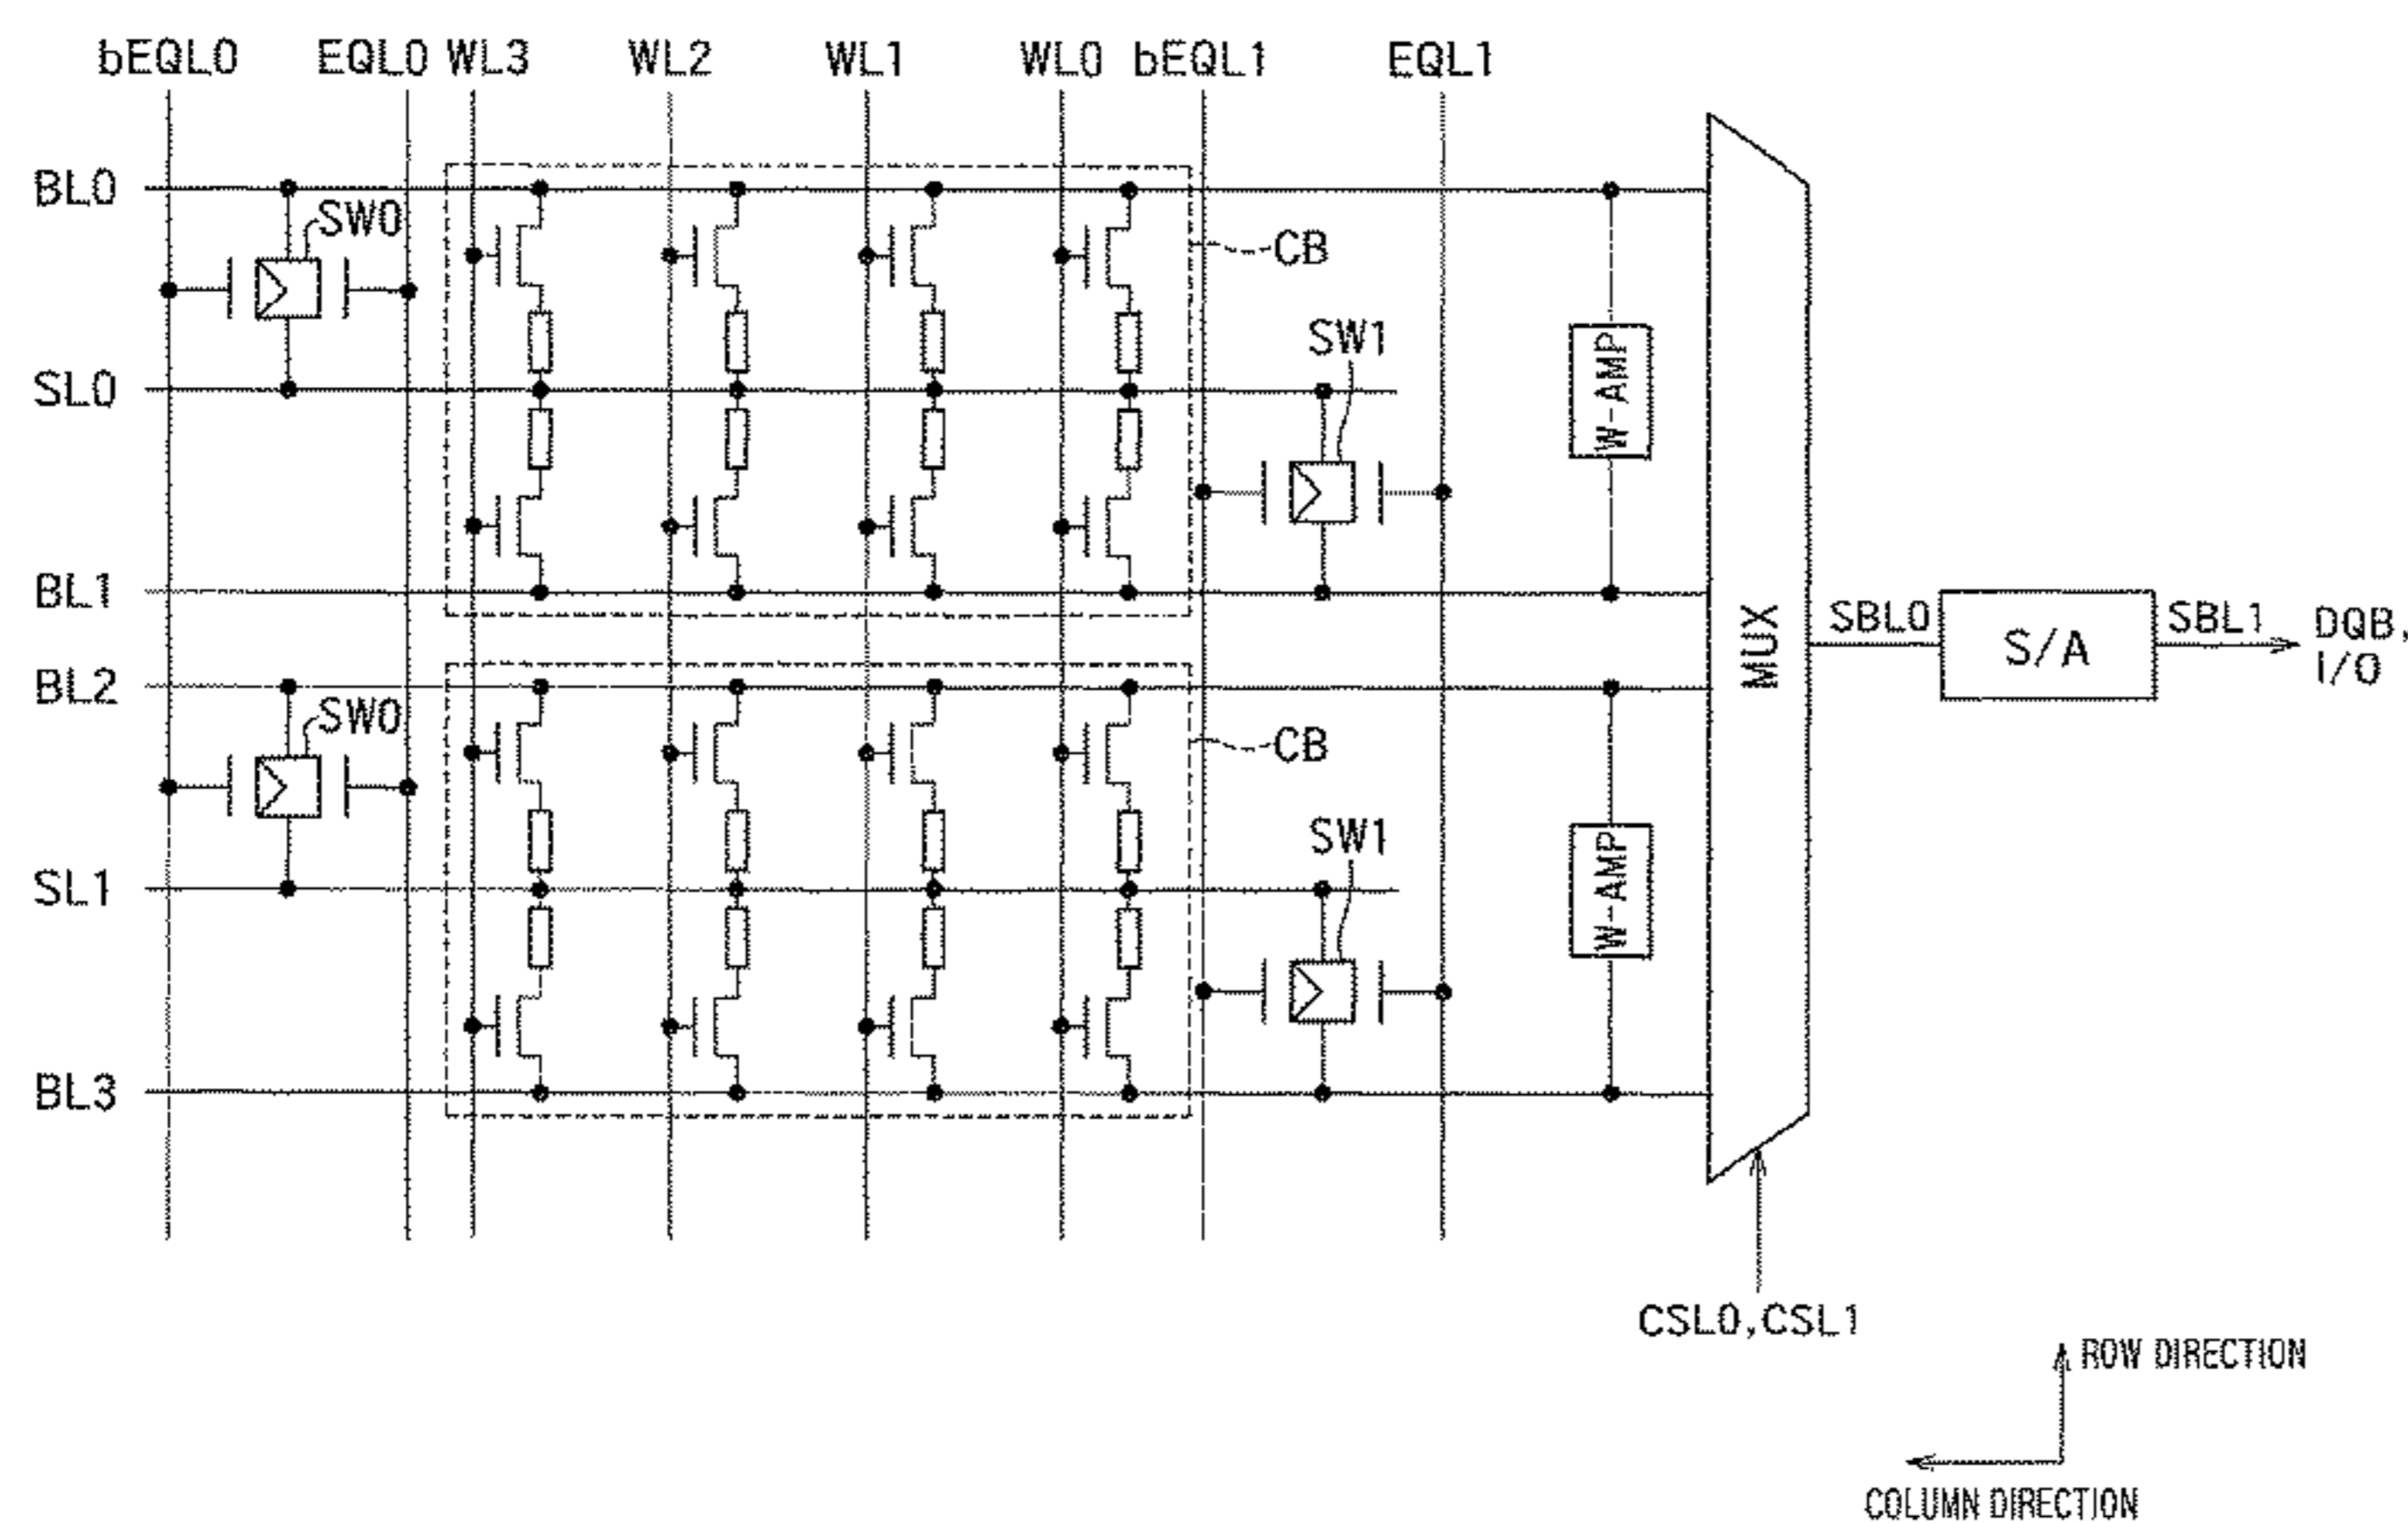 bEQL0 EQL0 WL3 WL2 WL1 WL0 bEQL1 EQL1
BL0
SW0
CB
SW1
W-AMP
SL0
BL1
MUX
SBL0
S/A
SBL1
DQB,
I/O
BL2
SW0
CB
SW1
W-AMP
SL1
BL3
CSL0,CSL1
ROW DIRECTION
COLUMN DIRECTION